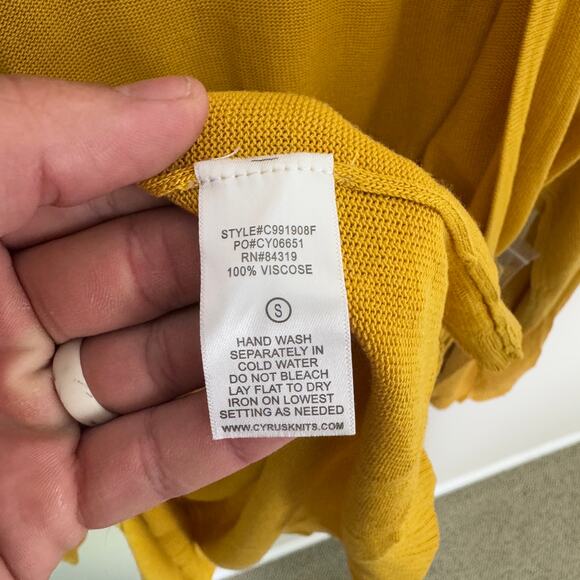 STYLE#C991908F
PO#CY06651
RN#84319
100% VISCOSE
S
HAND WASH
SEPARATELY IN
COLD WATER
DO NOT BLEACH
LAY FLAT TO DRY
IRON ON LOWEST
SETTING AS NEEDED
WWW.CYRUSKNITS.COM